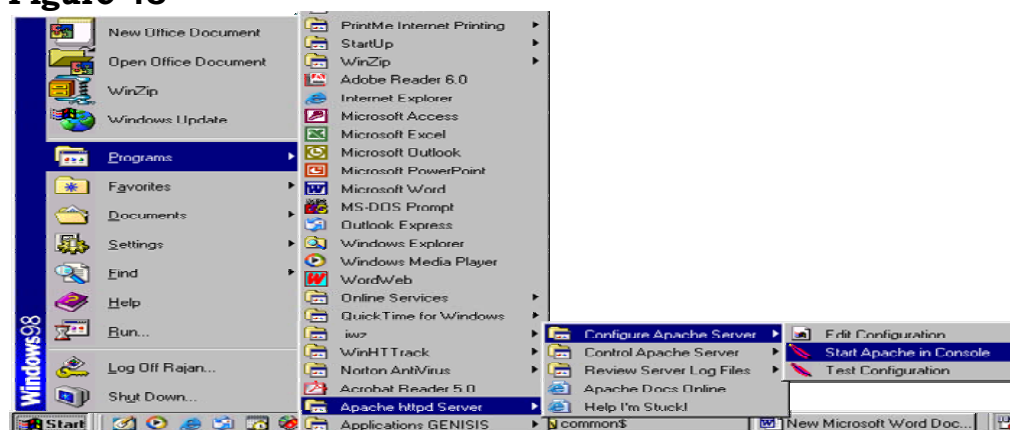 Figure 48
New Office Document
Open Office Document
WinZip
Windows Update
Programs
Favorites
Documents
Settings
Find
Help
Run...
Log Off Rajan...
Shut Down...
Windows98
PrintMe Internet Printing
StartUp
WinZip
Adobe Reader 6.0
Internet Explorer
Microsoft Access
Microsoft Excel
Microsoft Outlook
Microsoft PowerPoint
Microsoft Word
MS-DOS Prompt
Outlook Express
Windows Explorer
Windows Media Player
WordWeb
Online Services
QuickTime for Windows
WinHTTrack
Norton AntiVirus
Acrobat Reader 5.0
Apache httpd Server
Applications GENISIS
Configure Apache Server
Control Apache Server
Review Server Log Files
Apache Docs Online
Help I'm Stuck!
Edit Configuration
Start Apache in Console
Test Configuration
Start
common$
New Microsoft Word Doc...